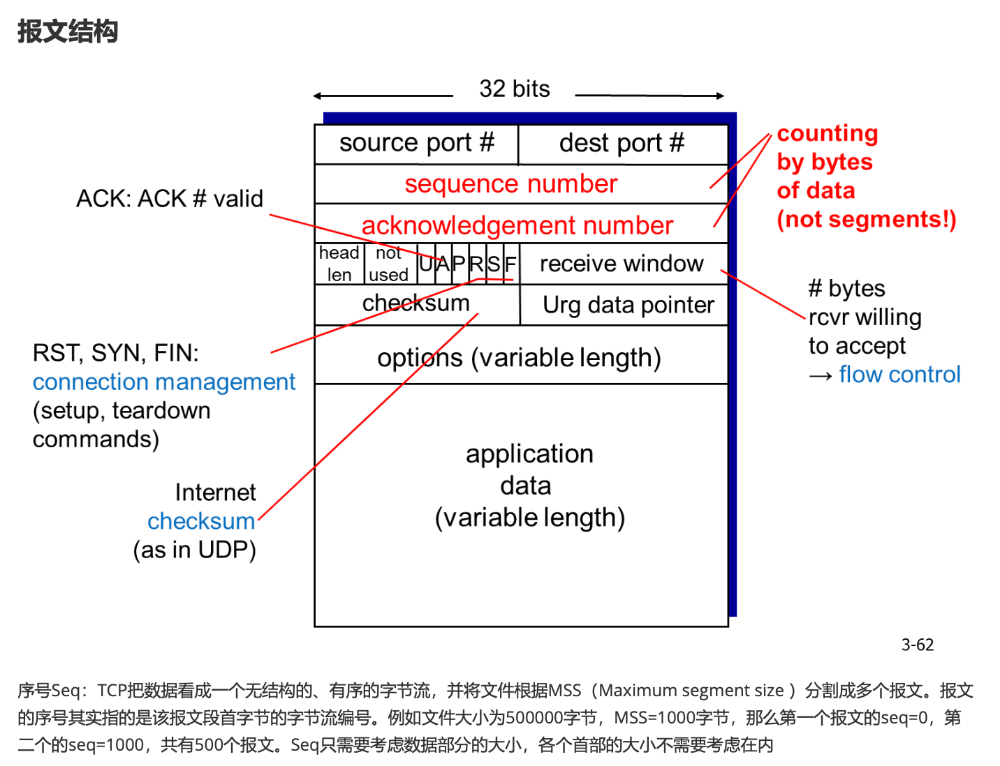 报文结构
32 bits
source port #
dest port #
counting
by bytes
of data
(not segments!)
sequence number
ACK: ACK # valid
acknowledgement number
head
len
not
used
U
A
P
R
S
F
receive window
# bytes
rcvr willing
to accept
→ flow control
checksum
Urg data pointer
RST, SYN, FIN:
connection management
(setup, teardown
commands)
options (variable length)
application
data
(variable length)
Internet
checksum
(as in UDP)
3-62
序号Seq：TCP把数据看成一个无结构的、有序的字节流，并将文件根据MSS（Maximum segment size ）分割成多个报文。报文
的序号其实指的是该报文段首字节的字节流编号。例如文件大小为500000字节，MSS=1000字节，那么第一个报文的seq=0，第
二个的seq=1000，共有500个报文。Seq只需要考虑数据部分的大小，各个首部的大小不需要考虑在内